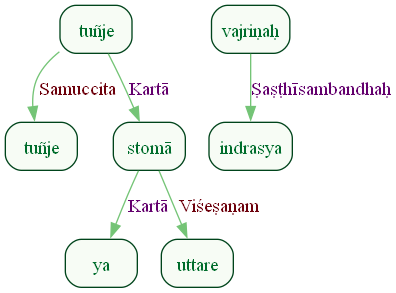 tuñje
vajriṇaḥ
Samuccita
Kartā
Ṣaṣṭhīsambandhaḥ
tuñje
stomā
indrasya
Kartā
Viśeṣaṇam
ya
uttare